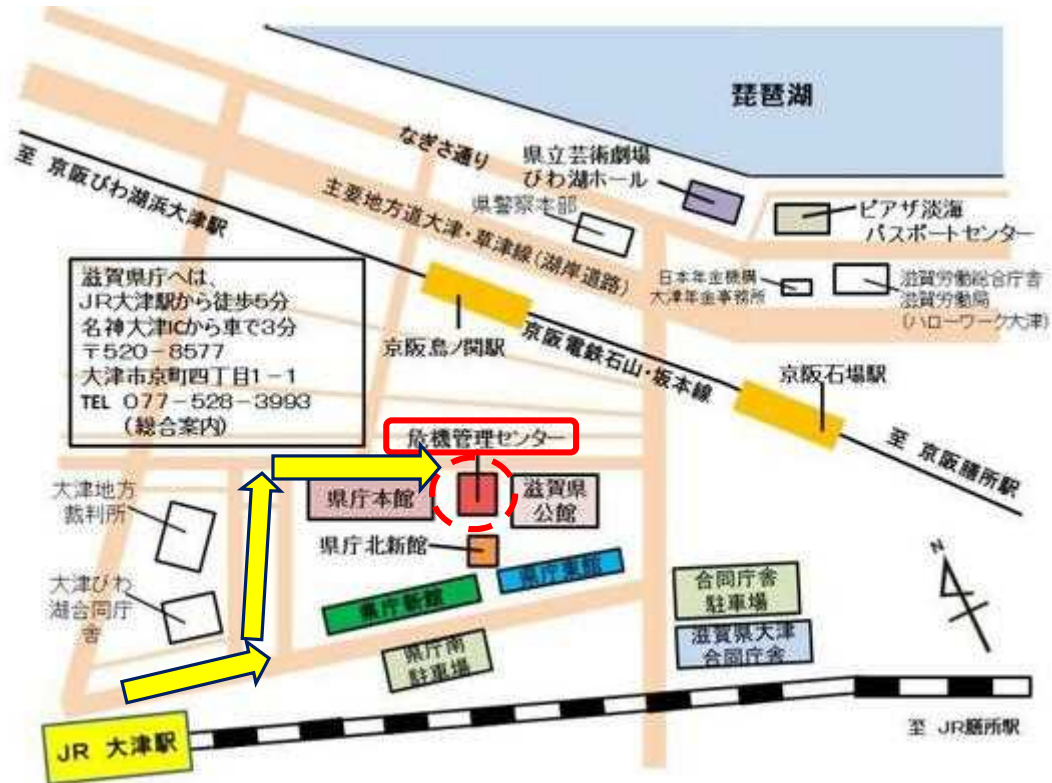 琵琶湖
なぎさ通り
県立芸術劇場
びわ湖ホール
至 京阪びわ湖浜大津駅
主要地方道大津・草津線(湖岸道路)
県警察本部
ピアザ淡海
パスポートセンター
日本年金機構
大津年金事務所
滋賀労働総合庁舎
滋賀労働局
(ハローワーク大津)
滋賀県庁へは、
JR大津駅から徒歩5分
名神大津ICから車で3分
〒520-8577
大津市京町四丁目1-1
TEL 077-528-3993
(総合案内)
京阪島ノ関駅
京阪電鉄石山・坂本線
京阪石場駅
至 京阪膳所駅
危機管理センター
大津地方
裁判所
県庁本館
滋賀県
公館
県庁北新館
県庁東館
県庁新館
大津びわ
湖合同庁
舎
合同庁舎
駐車場
滋賀県大津
合同庁舎
県庁南
駐車場
N
JR 大津駅
至 JR膳所駅